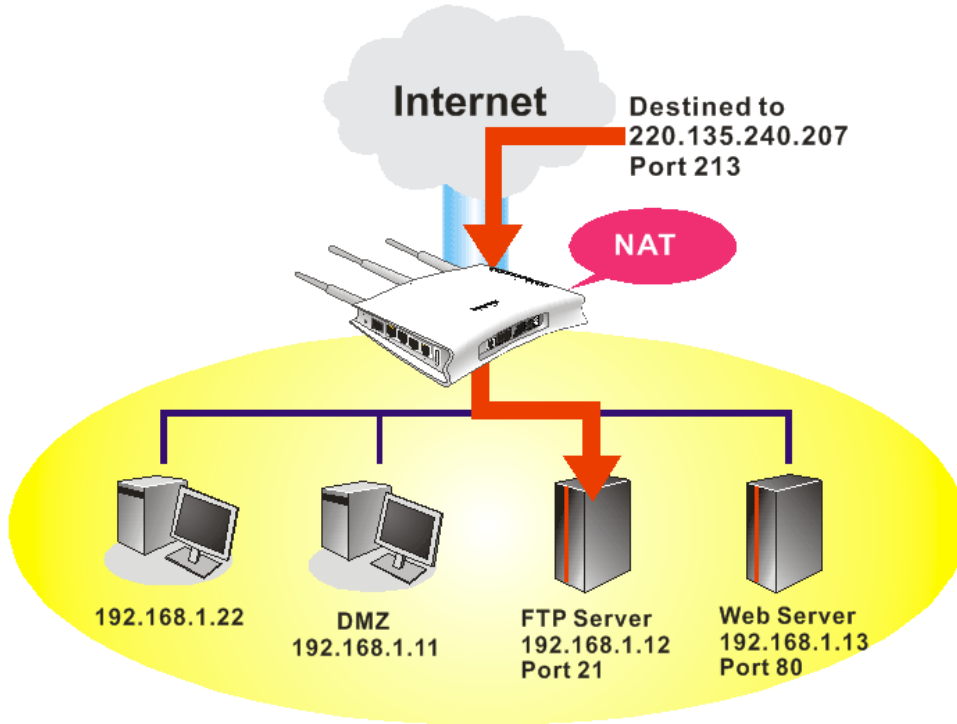 Internet
Destined to
220.135.240.207
Port 213
NAT
192.168.1.22
DMZ
192.168.1.11
FTP Server
192.168.1.12
Port 21
Web Server
192.168.1.13
Port 80